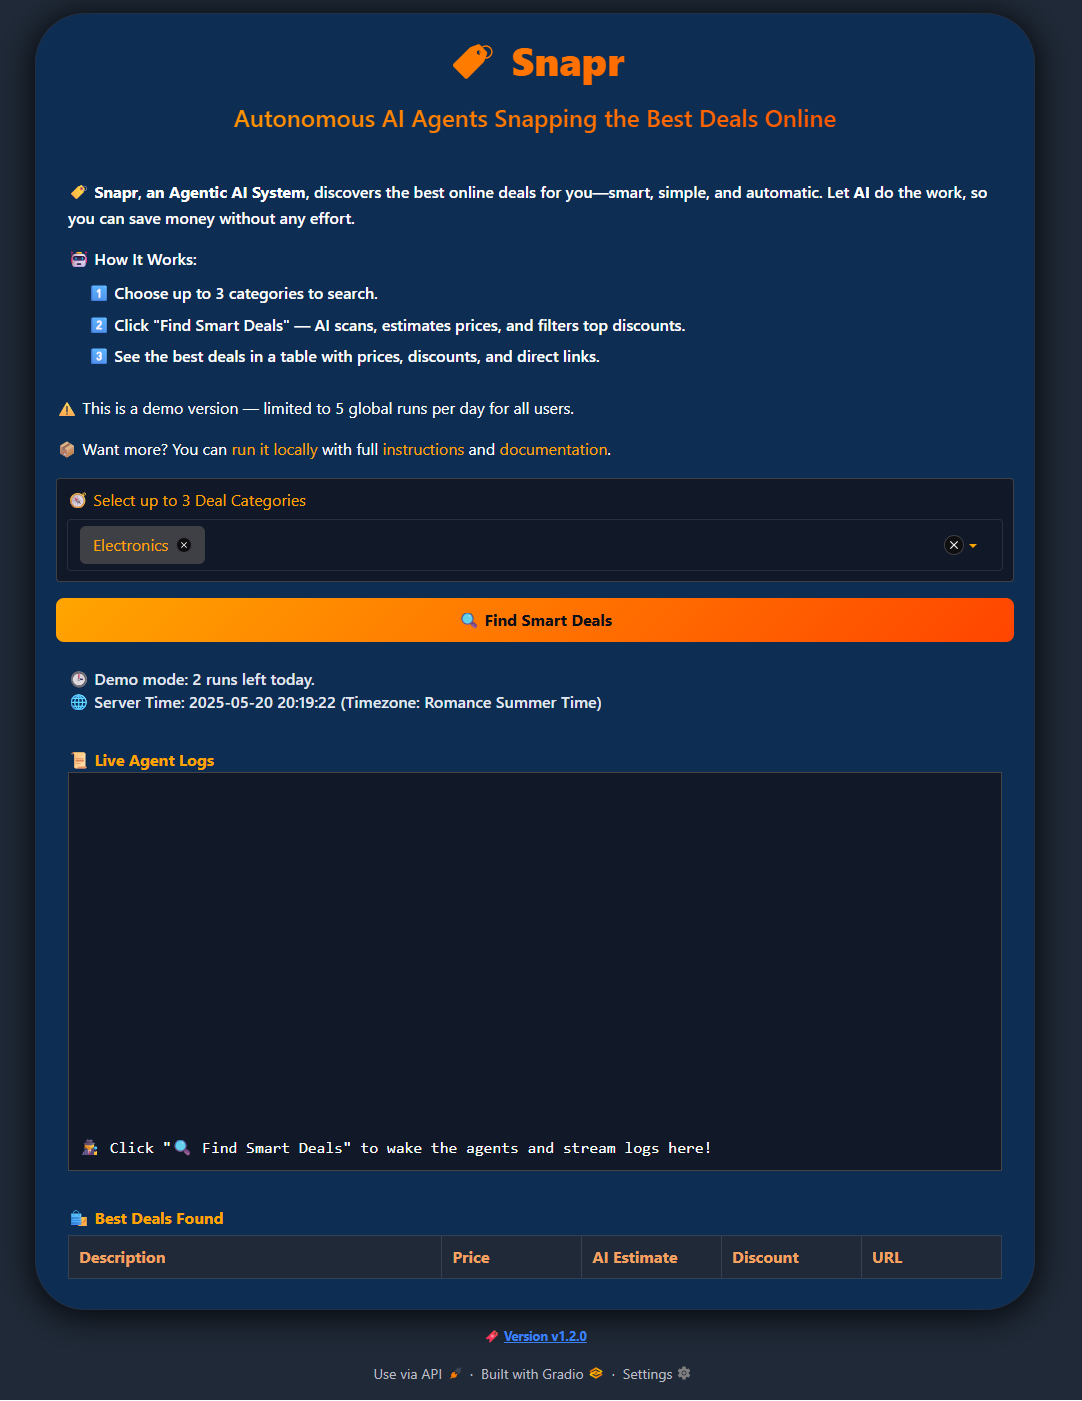 Snapr
Autonomous AI Agents Snapping the Best Deals Online
🏷️ Snapr, an Agentic AI System, discovers the best online deals for you—smart, simple, and automatic. Let AI do the work, so
you can save money without any effort.
🤖 How It Works:
1️⃣ Choose up to 3 categories to search.
2️⃣ Click "Find Smart Deals" — AI scans, estimates prices, and filters top discounts.
3️⃣ See the best deals in a table with prices, discounts, and direct links.
⚠️ This is a demo version — limited to 5 global runs per day for all users.
📦 Want more? You can run it locally with full instructions and documentation.
🧭 Select up to 3 Deal Categories
Electronics
🔍 Find Smart Deals
🕒 Demo mode: 2 runs left today.
🌐 Server Time: 2025-05-20 20:19:22 (Timezone: Romance Summer Time)
📜 Live Agent Logs
🕵️ Click "🔍 Find Smart Deals" to wake the agents and stream logs here!
🛍️ Best Deals Found
Description Price AI Estimate Discount URL
Version v1.2.0
Use via API · Built with Gradio · Settings